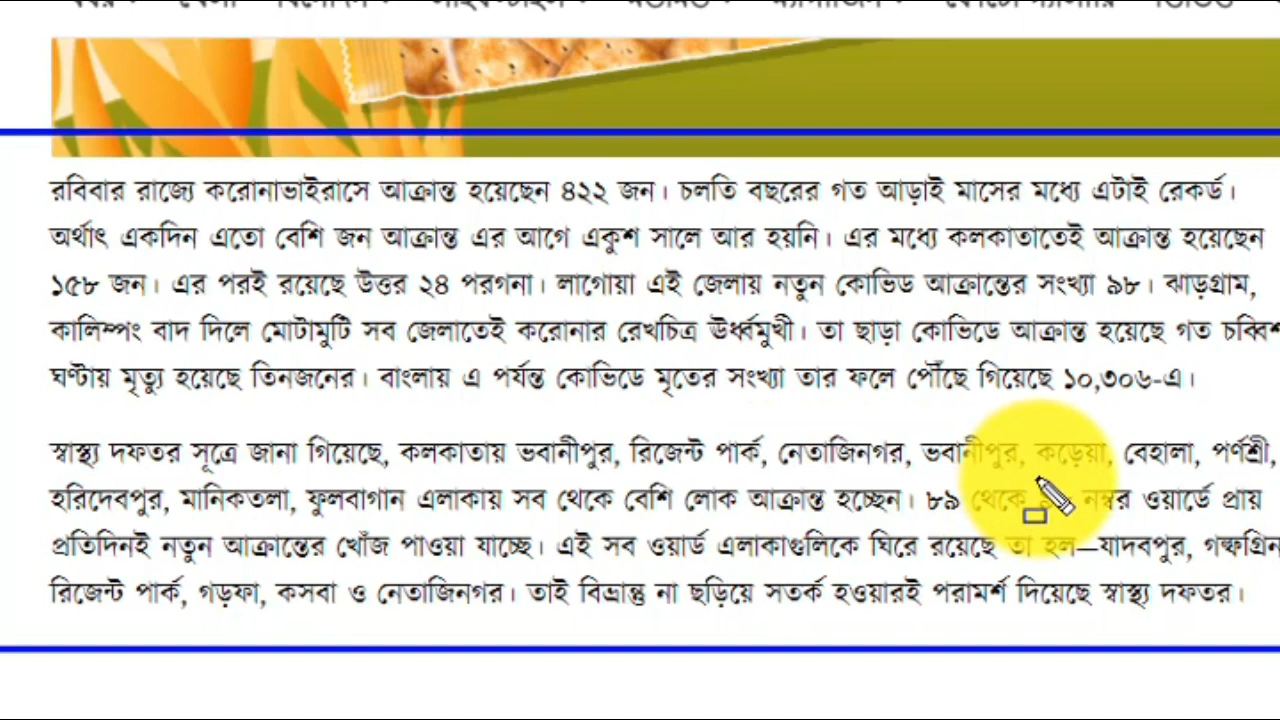 রবিবার রাজ্যে করোনাভাইরাসে আক্রান্ত হয়েছেন ৪২২ জন। চলতি বছরের গত আড়াই মাসের মধ্যে এটাই রেকর্ড।
অর্থাৎ একদিন এতো বেশি জন আক্রান্ত এর আগে একুশ সালে আর হয়নি। এর মধ্যে কলকাতাতেই আক্রান্ত হয়েছেন
১৫৮ জন। এর পরই রয়েছে উত্তর ২৪ পরগনা। লাগোয়া এই জেলায় নতুন কোভিড আক্রান্তের সংখ্যা ৯৮। ঝাড়গ্রাম,
কালিম্পং বাদ দিলে মোটামুটি সব জেলাতেই করোনার রেখচিত্র ঊর্ধ্বমুখী। তা ছাড়া কোভিডে আক্রান্ত হয়েছে গত
ঘণ্টায় মৃত্যু হয়েছে তিনজনের। বাংলায় এ পর্যন্ত কোভিডে মৃতের সংখ্যা তার ফলে পৌঁছে গিয়েছে ১০,৩০৬-এ।
স্বাস্থ্য দফতর সূত্রে জানা গিয়েছে, কলকাতায় ভবানীপুর, রিজেন্ট পার্ক, নেতাজিনগর, ভবানীপুর, কড়েয়া, বেহালা, পর্ণশ্রী,
হরিদেবপুর, মানিকতলা, ফুলবাগান এলাকায় সব থেকে বেশি লোক আক্রান্ত হচ্ছেন। ৮৯ থেকে নম্বর ওয়ার্ডে প্রায়
প্রতিদিনই নতুন আক্রান্তের খোঁজ পাওয়া যাচ্ছে। এই সব ওয়ার্ড এলাকাগুলিকে ঘিরে রয়েছে তা হল—যাদবপুর,
রিজেন্ট পার্ক, গড়ফা, কসবা ও নেতাজিনগর। তাই বিভ্রান্ত না ছড়িয়ে সতর্ক হওয়ারই পরামর্শ দিয়েছে স্বাস্থ্য দফতর।